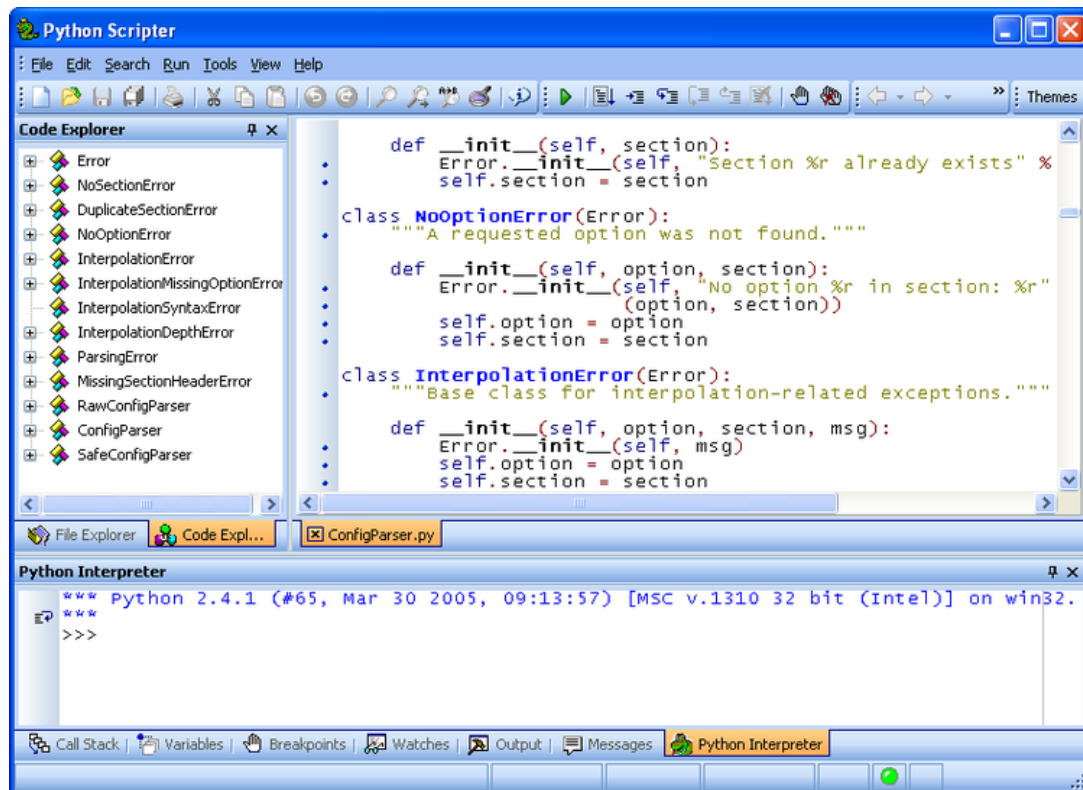 Python Scripter
File Edit Search Run Tools View Help
Themes
Code Explorer
Error
NoSectionError
DuplicateSectionError
NoOptionError
InterpolationError
InterpolationMissingOptionError
InterpolationSyntaxError
InterpolationDepthError
ParsingError
MissingSectionHeaderError
RawConfigParser
ConfigParser
SafeConfigParser
File Explorer
Code Expl...
def __init__(self, section):
Error.__init__(self, "Section %r already exists" %
self.section = section
class NoOptionError(Error):
"""A requested option was not found."""
def __init__(self, option, section):
Error.__init__(self, "No option %r in section: %r"
(option, section))
self.option = option
self.section = section
class InterpolationError(Error):
"""Base class for interpolation-related exceptions."""
def __init__(self, option, section, msg):
Error.__init__(self, msg)
self.option = option
self.section = section
ConfigParser.py
Python Interpreter
*** Python 2.4.1 (#65, Mar 30 2005, 09:13:57) [MSC v.1310 32 bit (Intel)] on win32.
***
>>>
Call Stack Variables Breakpoints Watches Output Messages Python Interpreter